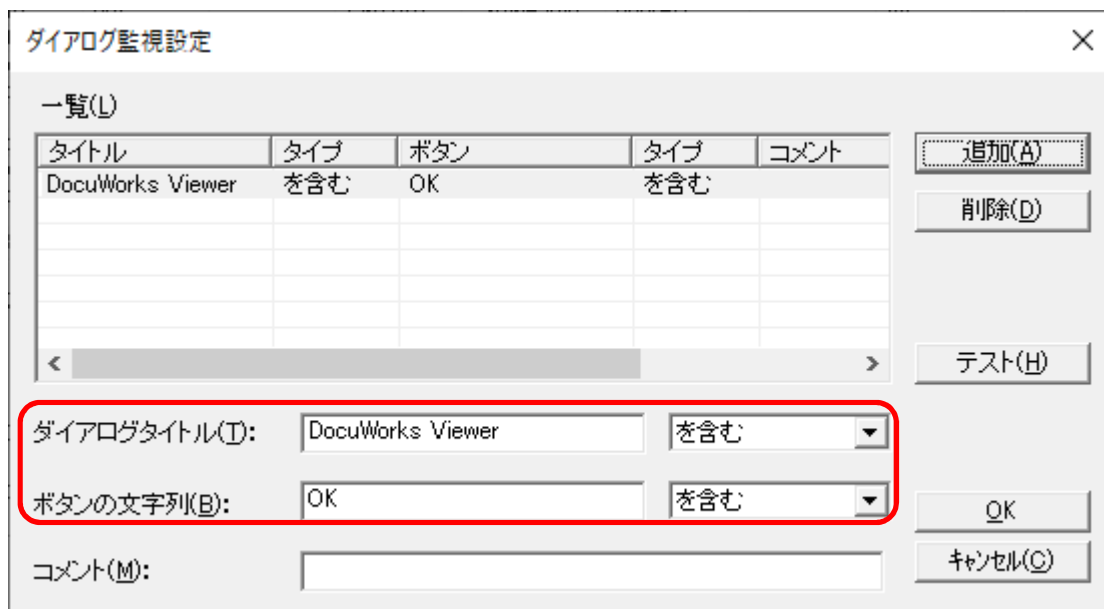 ダイアログ監視設定
一覧(L)
タイトル タイプ ボタン タイプ コメント
DocuWorks Viewer を含む OK を含む
追加(A)
削除(D)
テスト(H)
ダイアログタイトル(T): DocuWorks Viewer を含む
ボタンの文字列(B): OK を含む
OK
コメント(M):
キャンセル(C)